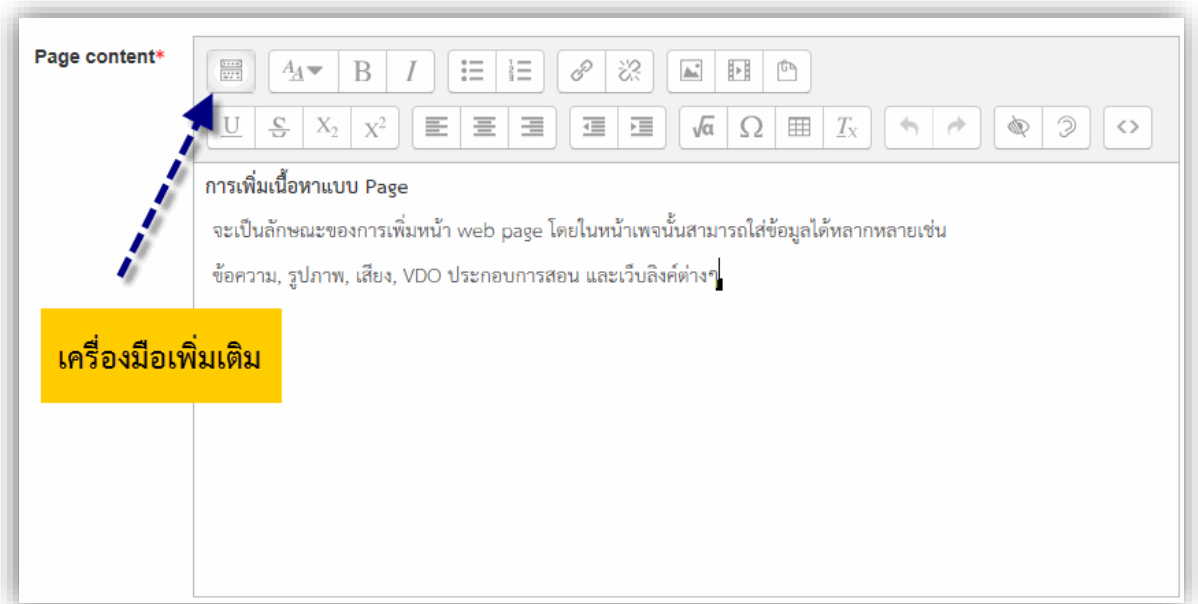 Page content*
การเพิ่มเนื้อหาแบบ Page
จะเป็นลักษณะของการเพิ่มหน้า web page โดยในหน้าเพจนั้นสามารถใส่ข้อมูลได้หลากหลายเช่น
ข้อความ, รูปภาพ, เสียง, VDO ประกอบการสอน และเว็บลิงค์ต่างๆ
เครื่องมือเพิ่มเติม